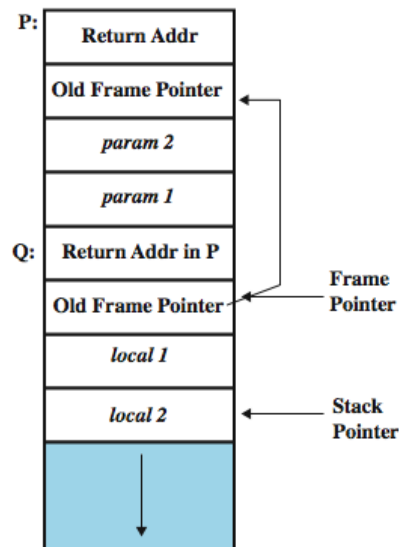 P:
Return Addr
Old Frame Pointer
param 2
param 1
Q:
Return Addr in P
Old Frame Pointer
Frame
Pointer
local 1
local 2
Stack
Pointer